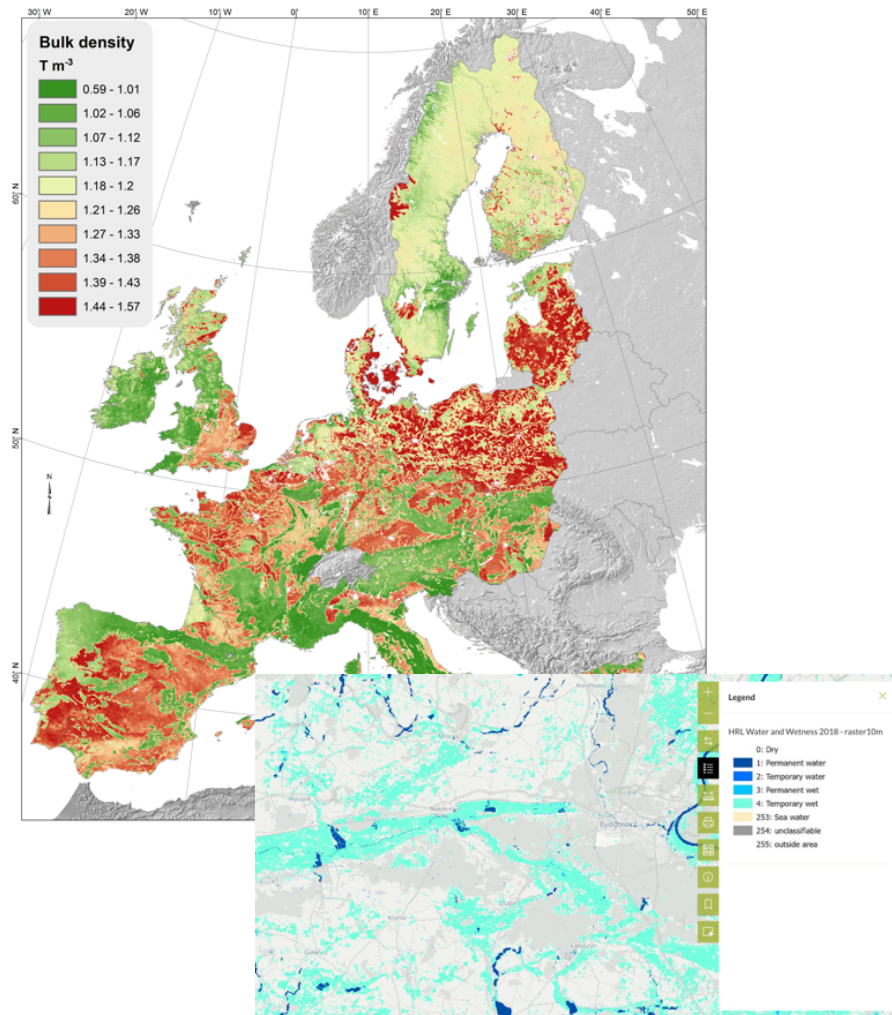 30° W
20° W
10° W
0°
10° E
20° E
30° E
40° E
50° E
Bulk density
T m-3
0.59 - 1.01
1.02 - 1.06
1.07 - 1.12
1.13 - 1.17
1.18 - 1.2
1.21 - 1.26
1.27 - 1.33
1.34 - 1.38
1.39 - 1.43
1.44 - 1.57
60° N
50° N
N
40° N
Legend
HRL Water and Wetness 2018 - raster10m
0: Dry
1: Permanent water
2: Temporary water
3: Permanent wet
4: Temporary wet
253: Sea water
254: unclassifiable
255: outside area
Kcynia